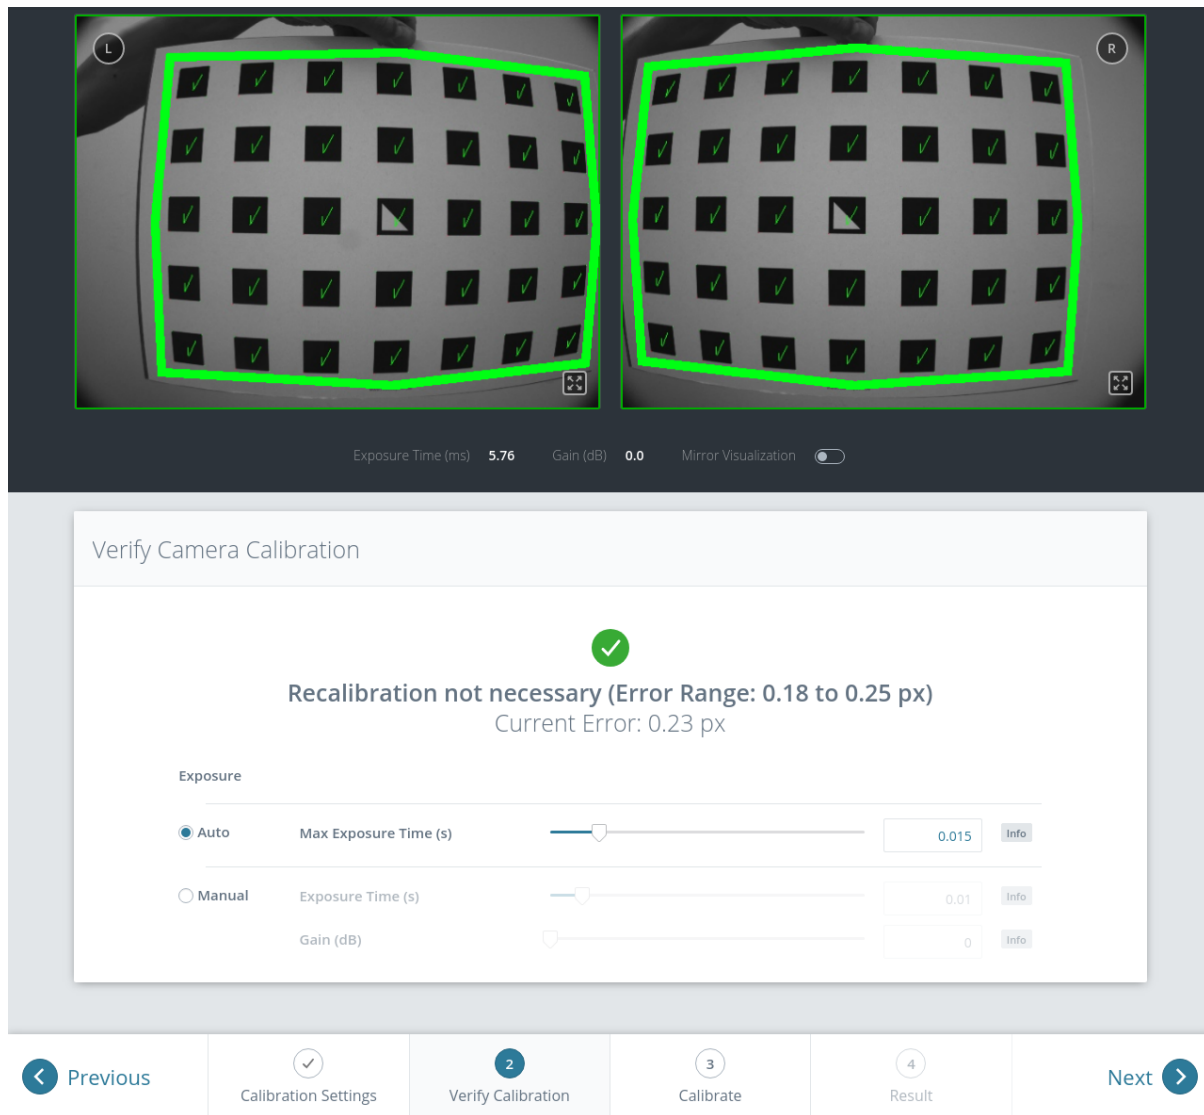 L
R
Exposure Time (ms) 5.76 Gain (dB) 0.0 Mirror Visualization
Verify Camera Calibration
Recalibration not necessary (Error Range: 0.18 to 0.25 px)
Current Error: 0.23 px
Exposure
Auto Max Exposure Time (s) 0.015 Info
Manual Exposure Time (s) 0.01 Info
Gain (dB) 0 Info
Previous
2
3
4
Calibration Settings Verify Calibration Calibrate Result
Next